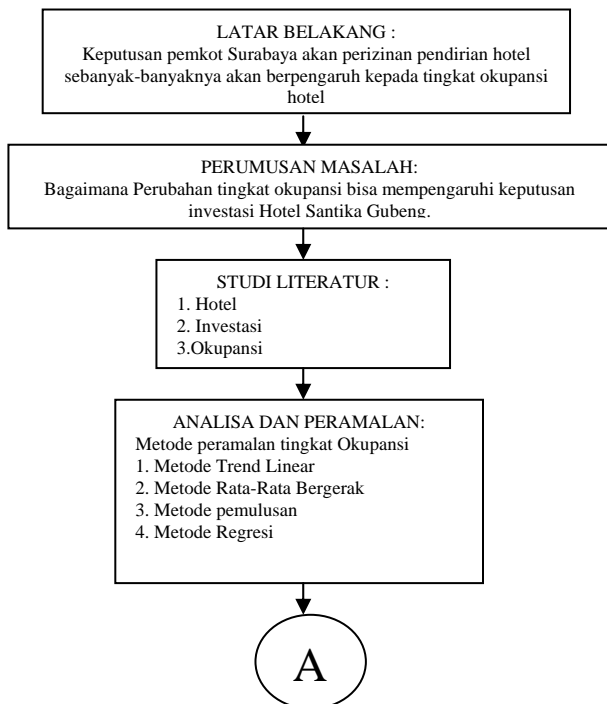 LATAR BELAKANG :
Keputusan pemkot Surabaya akan perizinan pendirian hotel
sebanyak-banyaknya akan berpengaruh kepada tingkat okupansi
hotel
PERUMUSAN MASALAH:
Bagaimana Perubahan tingkat okupansi bisa mempengaruhi keputusan
investasi Hotel Santika Gubeng.
STUDI LITERATUR :
1. Hotel
2. Investasi
3.Okupansi
ANALISA DAN PERAMALAN:
Metode peramalan tingkat Okupansi
1. Metode Trend Linear
2. Metode Rata-Rata Bergerak
3. Metode pemulusan
4. Metode Regresi
A